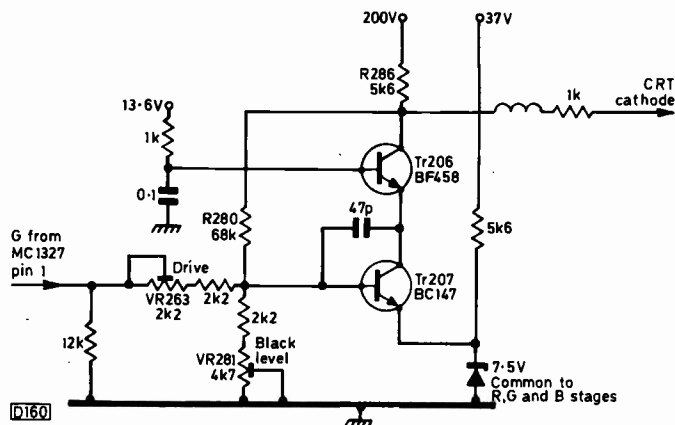 200V
37V
R286
5k6
CRT
cathode
1k
13·6V
1k
Tr206
BF458
0·1
R280
68k
47p
5k6
G from
MC1327
pin 1
Drive
VR263
2k2
2k2
Tr207
BC147
12k
2k2
Black
level
VR281
4k7
7·5V
Common to
R,G and B stages
D160